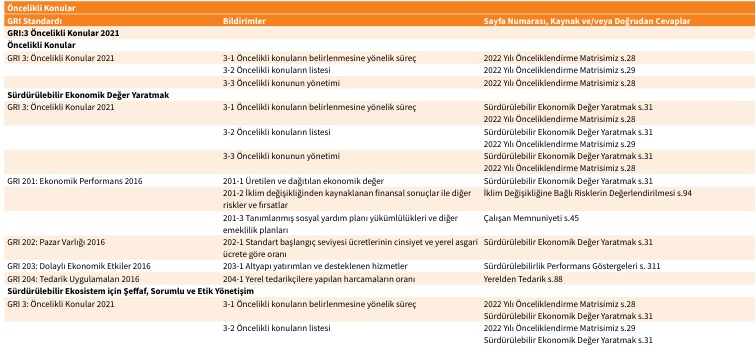 Öncelikli Konular
GRI Standardı Bildirimler Sayfa Numarası, Kaynak ve/veya Doğrudan Cevaplar
GRI:3 Öncelikli Konular 2021
Öncelikli Konular
GRI 3: Öncelikli Konular 2021 3-1 Öncelikli konuların belirlenmesine yönelik süreç 2022 Yılı Önceliklendirme Matrisimiz s.28
3-2 Öncelikli konuların listesi 2022 Yılı Önceliklendirme Matrisimiz s.29
3-3 Öncelikli konunun yönetimi 2022 Yılı Önceliklendirme Matrisimiz s.28
Sürdürülebilir Ekonomik Değer Yaratmak
GRI 3: Öncelikli Konular 2021 3-1 Öncelikli konuların belirlenmesine yönelik süreç Sürdürülebilir Ekonomik Değer Yaratmak s.31
2022 Yılı Önceliklendirme Matrisimiz s.28
3-2 Öncelikli konuların listesi Sürdürülebilir Ekonomik Değer Yaratmak s.31
2022 Yılı Önceliklendirme Matrisimiz s.29
3-3 Öncelikli konunun yönetimi Sürdürülebilir Ekonomik Değer Yaratmak s.31
2022 Yılı Önceliklendirme Matrisimiz s.28
GRI 201: Ekonomik Performans 2016 201-1 Üretilen ve dağıtılan ekonomik değer Sürdürülebilir Ekonomik Değer Yaratmak s.31
201-2 İklim değişikliğinden kaynaklanan finansal sonuçlar ile diğer İklim Değişikliğine Bağlı Risklerin Değerlendirilmesi s.94
riskler ve fırsatlar
201-3 Tanımlanmış sosyal yardım planı yükümlülükleri ve diğer Çalışan Memnuniyeti s.45
emeklilik planları
GRI 202: Pazar Varlığı 2016 202-1 Standart başlangıç seviyesi ücretlerinin cinsiyet ve yerel asgari Sürdürülebilir Ekonomik Değer Yaratmak s.31
ücrete göre oranı
GRI 203: Dolaylı Ekonomik Etkiler 2016 203-1 Altyapı yatırımları ve desteklenen hizmetler Sürdürülebilirlik Performans Göstergeleri s. 311
GRI 204: Tedarik Uygulamaları 2016 204-1 Yerel tedarikçilere yapılan harcamaların oranı Yerelden Tedarik s.88
Sürdürülebilir Ekosistem için Şeffaf, Sorumlu ve Etik Yönetişim
GRI 3: Öncelikli Konular 2021 3-1 Öncelikli konuların belirlenmesine yönelik süreç 2022 Yılı Önceliklendirme Matrisimiz s.28
Sürdürülebilir Ekonomik Değer Yaratmak s.31
3-2 Öncelikli konuların listesi 2022 Yılı Önceliklendirme Matrisimiz s.29
Sürdürülebilir Ekonomik Değer Yaratmak s.31